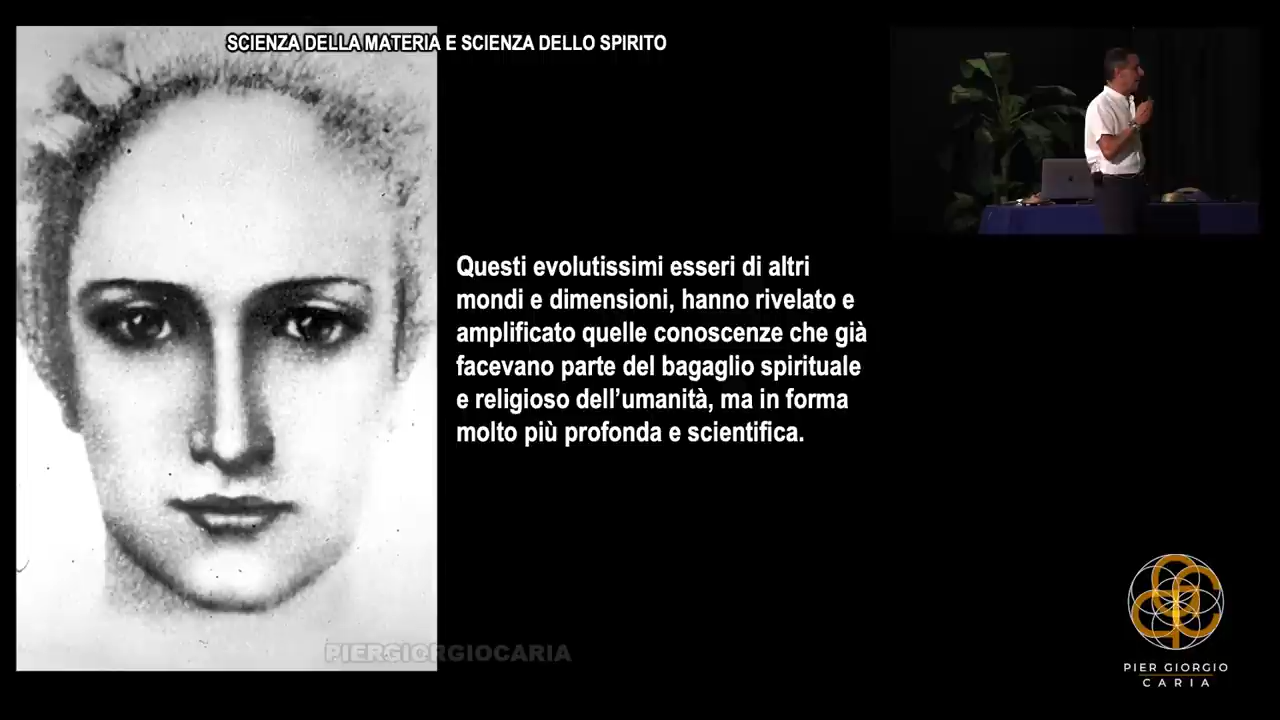 SCIENZA DELLA MATERIA E SCIENZA DELLO SPIRITO
Questi evolutissimi esseri di altri
mondi e dimensioni, hanno rivelato e
amplificato quelle conoscenze che già
facevano parte del bagaglio spirituale
e religioso dell’umanità, ma in forma
molto più profonda e scientifica.
PIERGIORGIOCARIA
PIER GIORGIO
CARIA